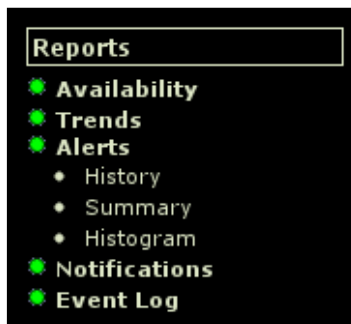 Reports
Availability
Trends
Alerts
History
Summary
Histogram
Notifications
Event Log